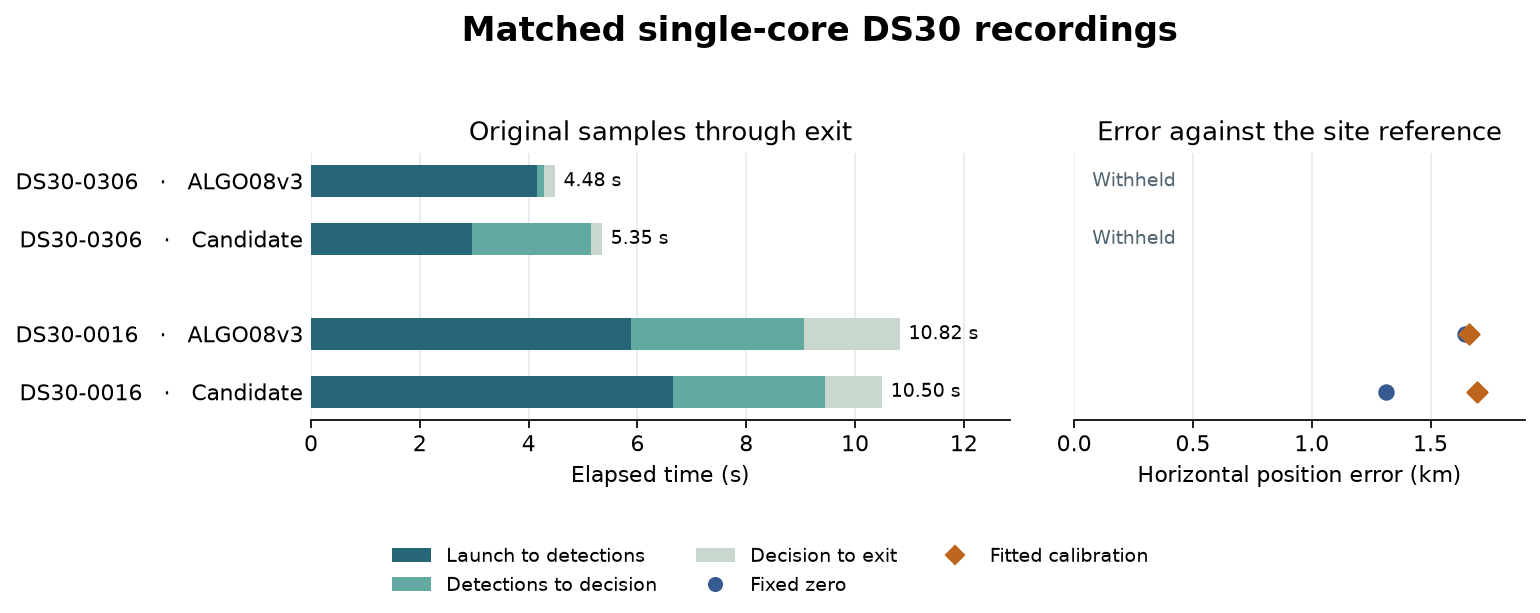 Matched single-core DS30 recordings
Original samples through exit
DS30-0306 · ALGO08v3
4.48 s
DS30-0306 · Candidate
5.35 s
DS30-0016 · ALGO08v3
10.82 s
DS30-0016 · Candidate
10.50 s
0 2 4 6 8 10 12
Elapsed time (s)
Error against the site reference
Withheld
Withheld
0.0 0.5 1.0 1.5
Horizontal position error (km)
Launch to detections
Detections to decision
Decision to exit
Fixed zero
Fitted calibration